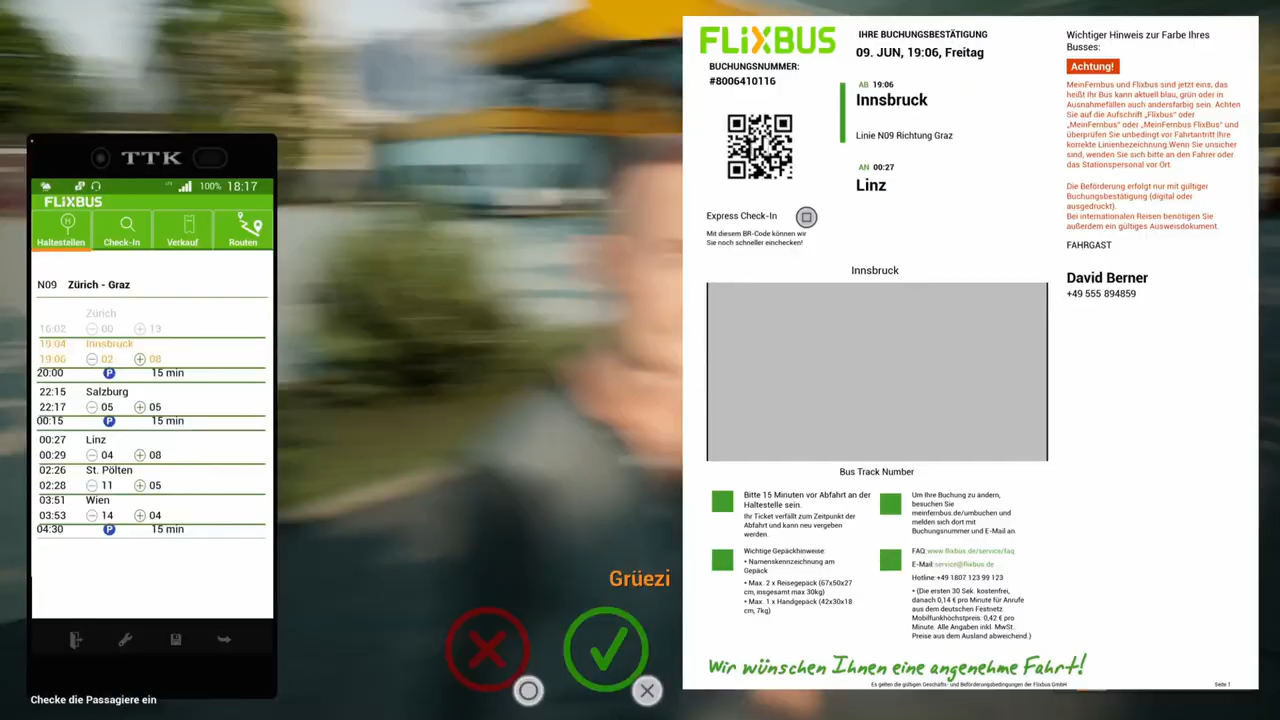 TTK
100% 18:17
FLiXBUS
Haltestellen Check-In Verkauf Routen
N09 Zürich - Graz
Zürich
16:02 00 13
19:04 Innsbruck
19:06 02 08
20:00 P 15 min
22:15 Salzburg
22:17 05 05
00:15 P 15 min
00:27 Linz
00:29 04 08
02:26 St. Pölten
02:28 11 05
03:51 Wien
03:53 14 04
04:30 P 15 min
Checke die Passagiere ein
Grüezi
FLiXBUS
BUCHUNGSNUMMER:
#8006410116
Express Check-In
Mit diesem BR-Code können wir
Sie noch schneller einchecken!
IHRE BUCHUNGSBESTÄTIGUNG
09. JUN, 19:06, Freitag
AB 19:06
Innsbruck
Linie N09 Richtung Graz
AN 00:27
Linz
Wichtiger Hinweis zur Farbe Ihres
Busses:
Achtung!
MeinFernbus und Flixbus sind jetzt eins, das
heißt Ihr Bus kann aktuell blau, grün oder in
Ausnahmefällen auch andersfarbig sein. Achten
Sie auf die Aufschrift „Flixbus" oder
„MeinFernbus" oder „MeinFernbus FlixBus" und
überprüfen Sie unbedingt vor Fahrtantritt Ihre
korrekte Linienbezeichnung.Wenn Sie unsicher
sind, wenden Sie sich bitte an den Fahrer oder
das Stationspersonal vor Ort.
Die Beförderung erfolgt nur mit gültiger
Buchungsbestätigung (digital oder
ausgedruckt).
Bei internationalen Reisen benötigen Sie
außerdem ein gültiges Ausweisdokument.
FAHRGAST
David Berner
+49 555 894859
Innsbruck
Bus Track Number
Bitte 15 Minuten vor Abfahrt an der
Haltestelle sein.
Ihr Ticket verfällt zum Zeitpunkt der
Abfahrt und kann neu vergeben
werden.
Wichtige Gepäckhinweise:
• Namenskennzeichnung am
Gepäck
• Max. 2 x Reisegepäck (67x50x27
cm, insgesamt max 30kg)
• Max. 1 x Handgepäck (42x30x18
cm, 7kg)
Um Ihre Buchung zu ändern,
besuchen Sie
meinfernbus.de/umbuchen und
melden sich dort mit
Buchungsnummer und E-Mail an.
FAQ: www.flixbus.de/service/faq
E-Mail: service@flixbus.de
Hotline: +49 1807 123 99 123
• (Die ersten 30 Sek. kostenfrei,
danach 0,14 € pro Minute für Anrufe
aus dem deutschen Festnetz.
Mobilfunkhöchstpreis: 0,42 € pro
Minute. Alle Angaben inkl. MwSt..
Preise aus dem Ausland abweichend.)
Wir wünschen Ihnen eine angenehme Fahrt!
Es gelten die gültigen Geschäfts- und Beförderungsbedingungen der Flixbus GmbH
Seite 1